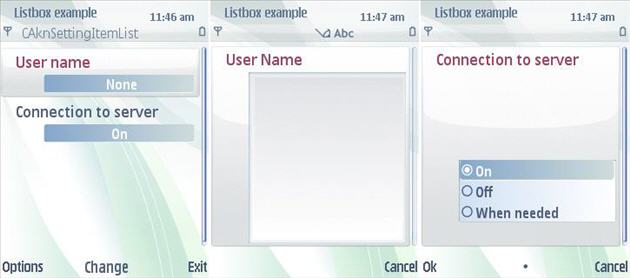 Listbox example
11:46 am
CAknSettingItemList
User name
None
Connection to server
On
Options Change Exit
Listbox example
11:47 am
Abc
User Name
Cancel
Listbox example
11:47 am
Connection to server
On
Off
When needed
Ok Cancel